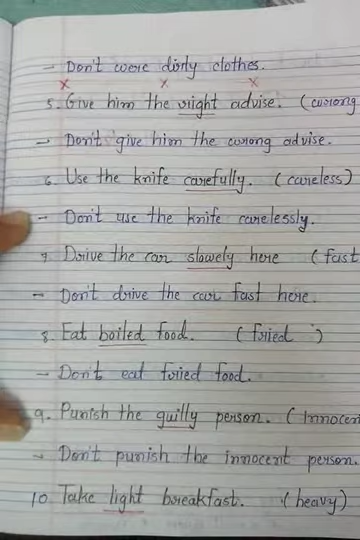 - Don't were dirty clothes.
x x x
5. Give him the right advise. (wrong
- Don't give him the wrong advise.
6. Use the knife carefully. (careless)
- Don't use the knife carelessly.
7. Drive the car slowely here (fast
- Don't drive the car fast here.
8. Eat boiled food. (fried )
- Don't eat fried food.
9. Punish the guilly person. (Innocen
- Don't punish the innocent person.
10. Take light breakfast. (heavy)